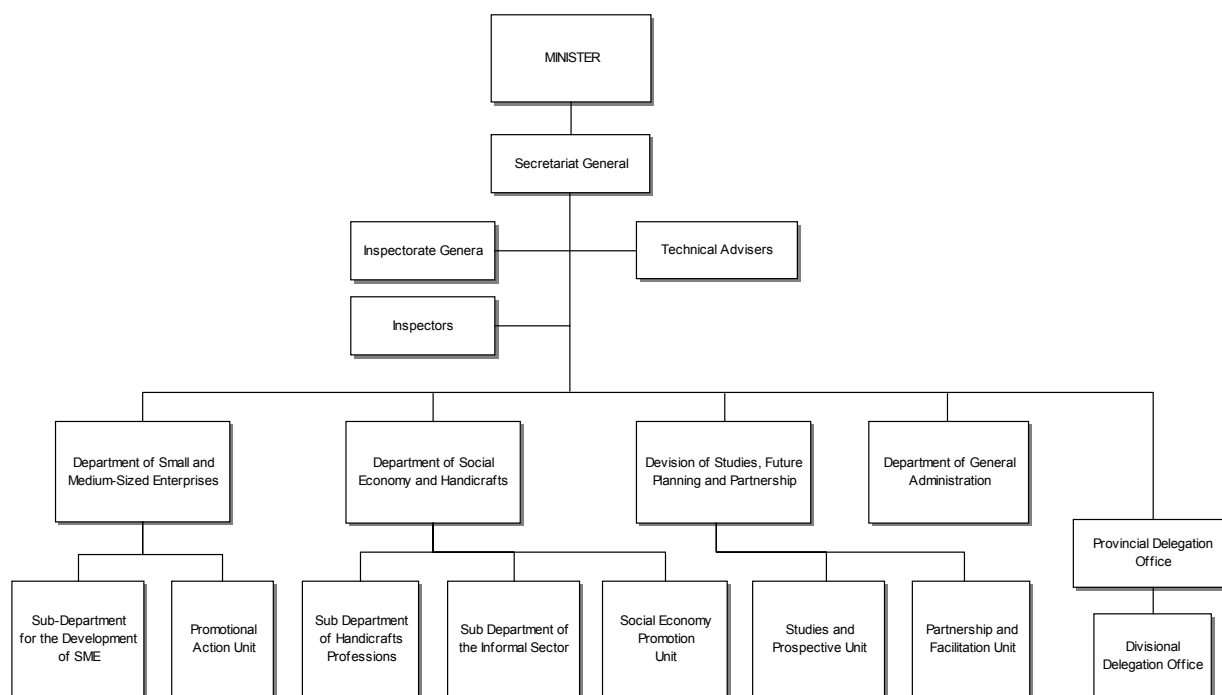 MINISTER
Secretariat General
Inspectorate Genera
Technical Advisers
Inspectors
Department of Small and
Medium-Sized Enterprises
Department of Social
Economy and Handicrafts
Devision of Studies, Future
Planning and Partnership
Department of General
Administration
Provincial Delegation
Office
Sub-Department
for the Development
of SME
Promotional
Action Unit
Sub Department
of Handicrafts
Professions
Sub Department of
the Informal Sector
Social Economy
Promotion
Unit
Studies and
Prospective Unit
Partnership and
Facilitation Unit
Divisional
Delegation Office